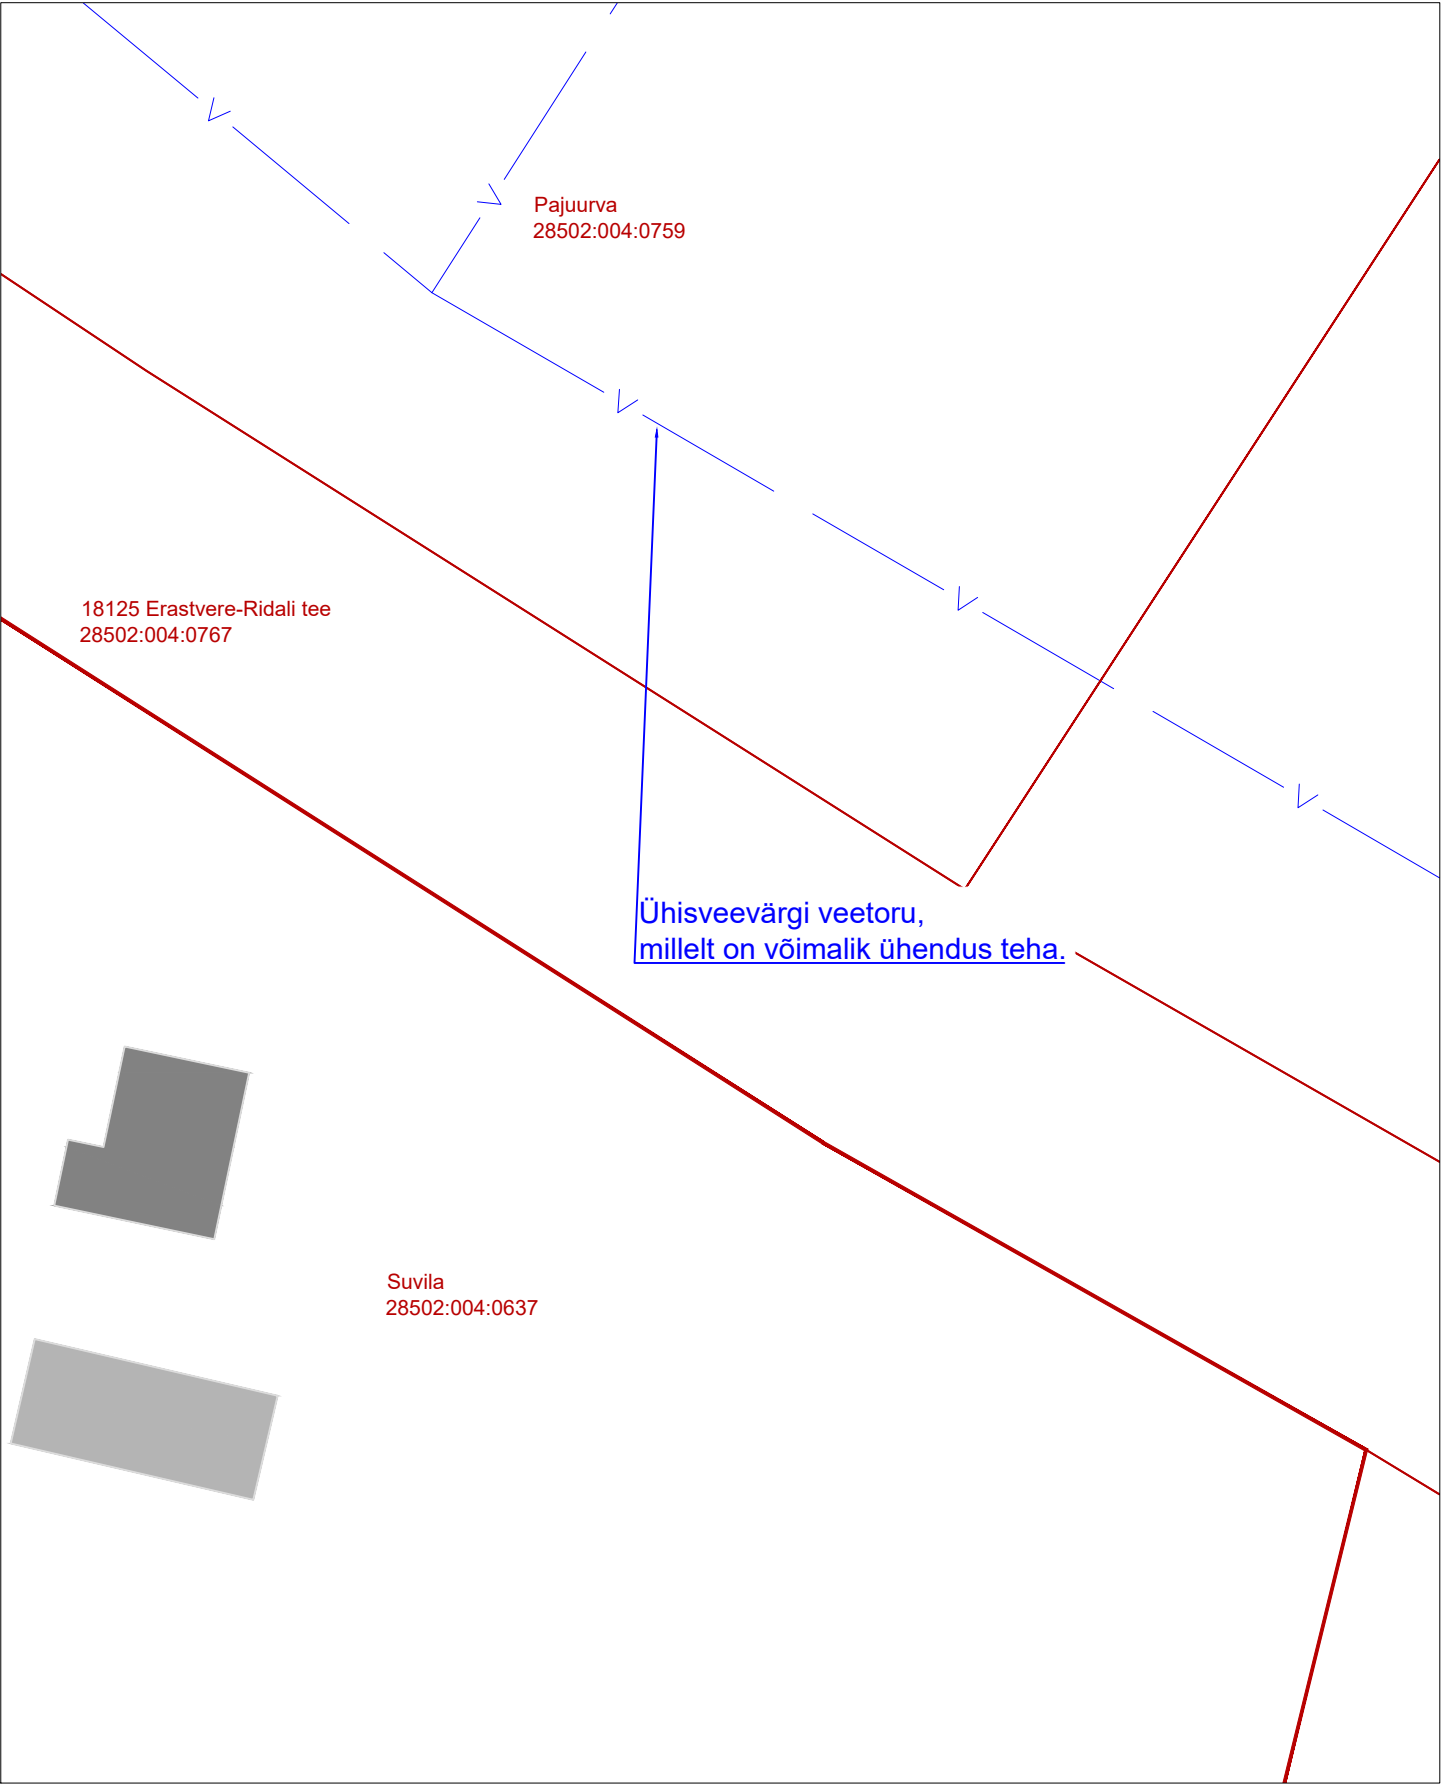 V
V
Pajuurva
28502:004:0759
V
V
18125 Erastvere-Ridali tee
28502:004:0767
V
Ühisveevärgi veetoru,
millelt on võimalik ühendus teha.
Suvila
28502:004:0637